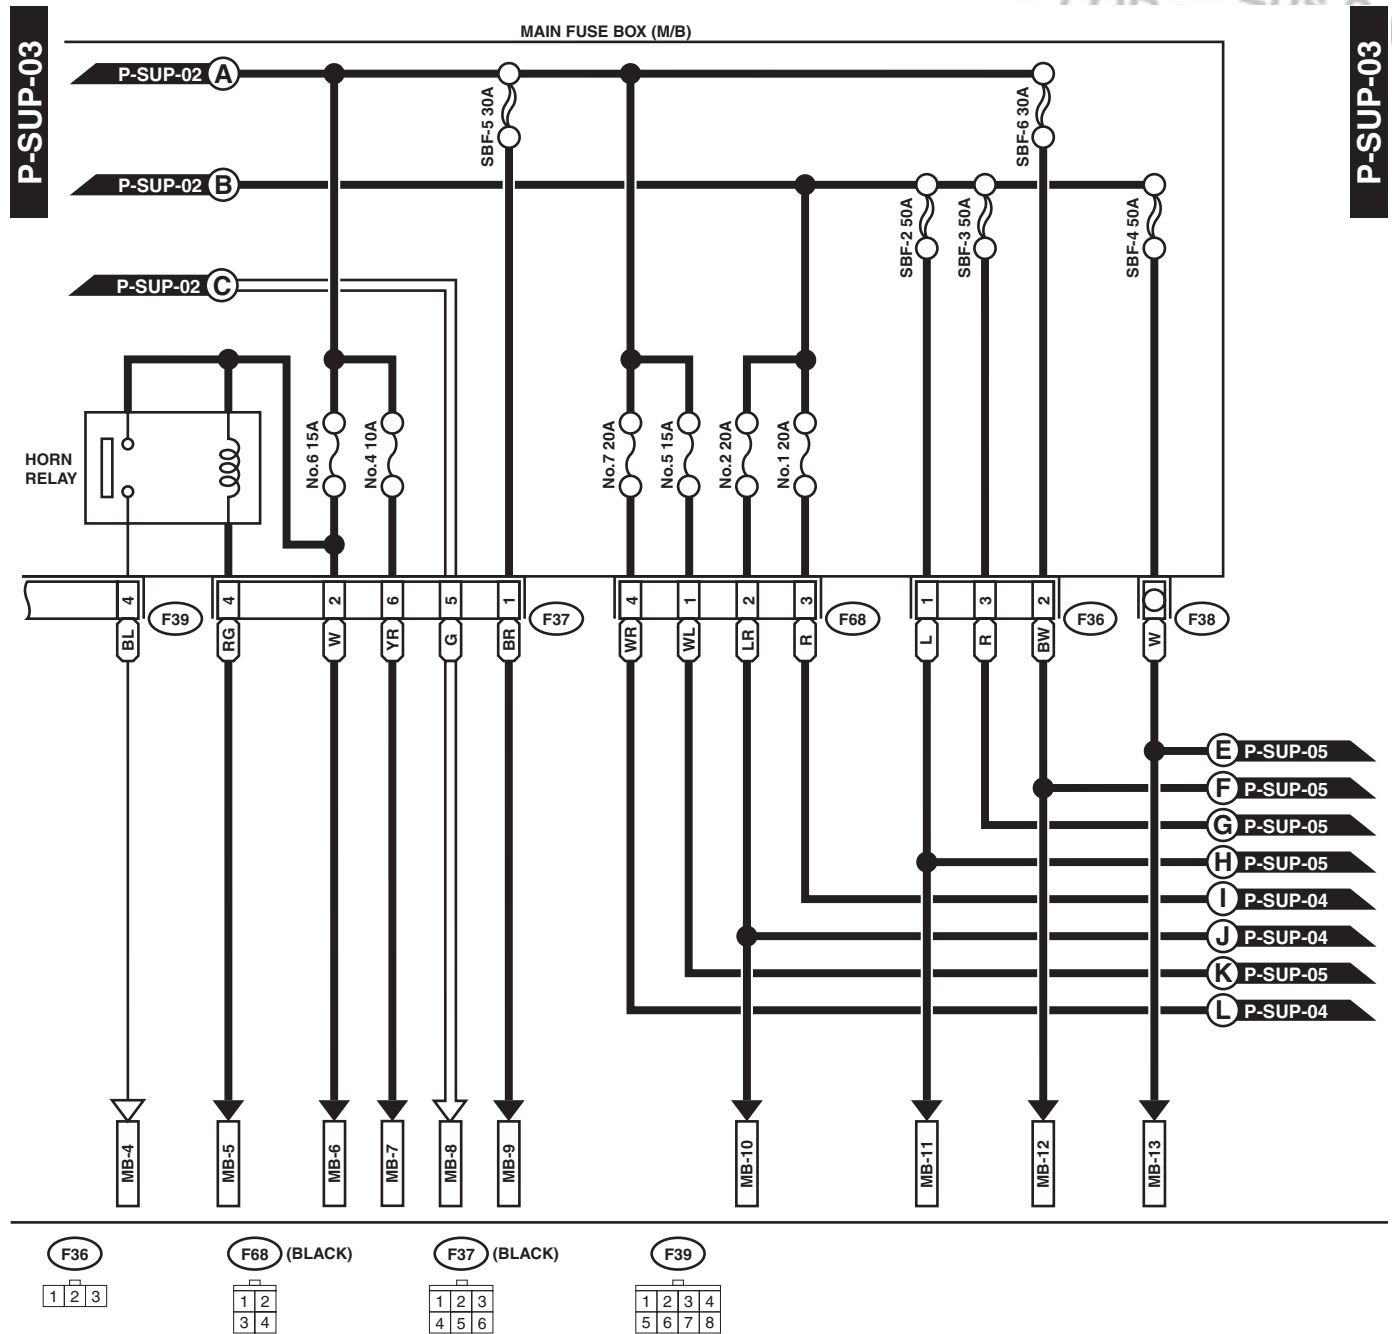 P-SUP-03
P-SUP-03
MAIN FUSE BOX (M/B)
P-SUP-02 A
SBF-5 30A
SBF-6 30A
P-SUP-02 B
SBF-2 50A
SBF-3 50A
SBF-4 50A
P-SUP-02 C
HORN
RELAY
No.6 15A
No.4 10A
No.7 20A
No.5 15A
No.2 20A
No.1 20A
4 F39 4 2 6 5 1 F37 4 1 2 3 F68 1 3 2 F36 F38
BL RG W YR G BR WR WL LR R L R BW W
E P-SUP-05
F P-SUP-05
G P-SUP-05
H P-SUP-05
I P-SUP-04
J P-SUP-04
K P-SUP-05
L P-SUP-04
MB-4 MB-5 MB-6 MB-7 MB-8 MB-9 MB-10 MB-11 MB-12 MB-13
F36 F68 (BLACK) F37 (BLACK) F39
1 2 3 1 2 1 2 3 1 2 3 4
3 4 4 5 6 5 6 7 8